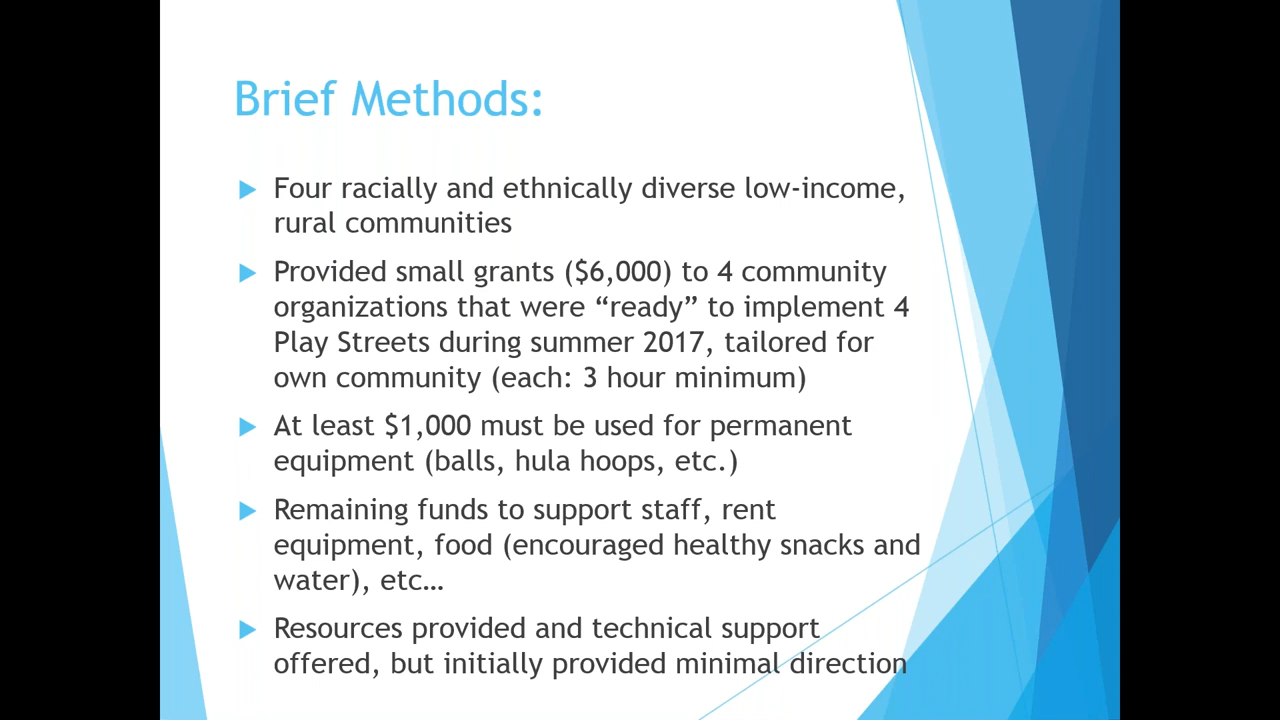 Brief Methods:
Four racially and ethnically diverse low-income,
rural communities
Provided small grants ($6,000) to 4 community
organizations that were “ready” to implement 4
Play Streets during summer 2017, tailored for
own community (each: 3 hour minimum)
At least $1,000 must be used for permanent
equipment (balls, hula hoops, etc.)
Remaining funds to support staff, rent
equipment, food (encouraged healthy snacks and
water), etc…
Resources provided and technical support
offered, but initially provided minimal direction